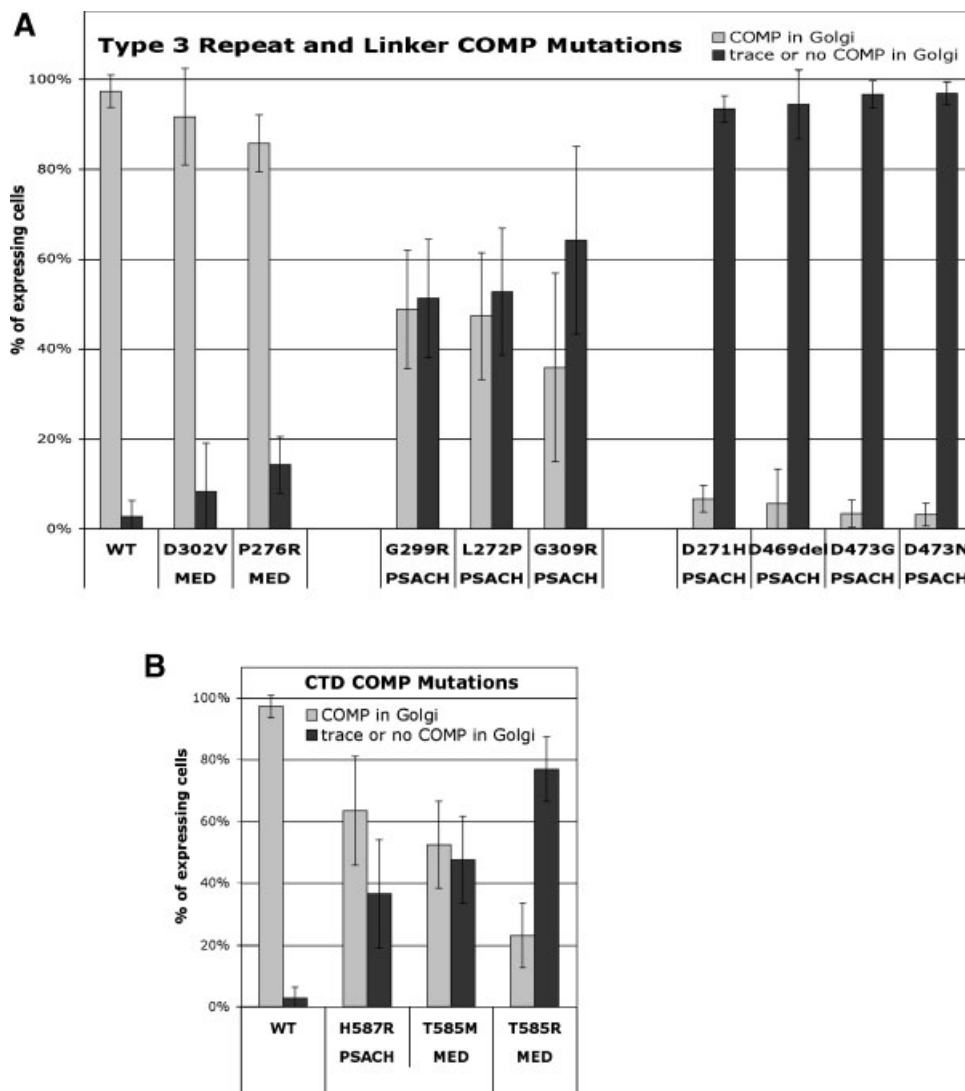 A
Type 3 Repeat and Linker COMP Mutations
COMP in Golgi
trace or no COMP in Golgi
% of expressing cells
100%
80%
60%
40%
20%
0%
WT D302V P276R G299R L272P G309R D271H D469del D473G D473N
MED MED PSACH PSACH PSACH PSACH PSACH PSACH PSACH
B
CTD COMP Mutations
COMP in Golgi
trace or no COMP in Golgi
% of expressing cells
100%
80%
60%
40%
20%
0%
WT H587R T585M T585R
PSACH MED MED